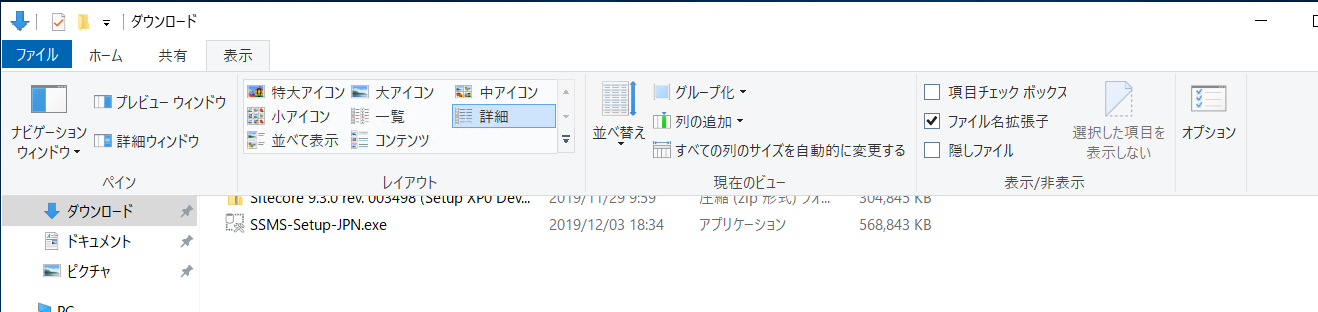 ダウンロード
ファイル ホーム 共有 表示
ナビゲーション
ウィンドウ
プレビュー ウィンドウ
詳細ウィンドウ
ペイン
特大アイコン 大アイコン 中アイコン
小アイコン 一覧 詳細
並べて表示 コンテンツ
レイアウト
並べ替え
グループ化
列の追加
すべての列のサイズを自動的に変更する
現在のビュー
項目チェック ボックス
ファイル名拡張子
隠しファイル
選択した項目を
表示しない
表示/非表示
オプション
ダウンロード
ドキュメント
ピクチャ
PC
Sitecore 9.3.0 rev. 003498 (Setup XP0 Dev... 2019/11/29 9:59 圧縮 (zip 形式) フォ... 304,845 KB
SSMS-Setup-JPN.exe 2019/12/03 18:34 アプリケーション 568,843 KB